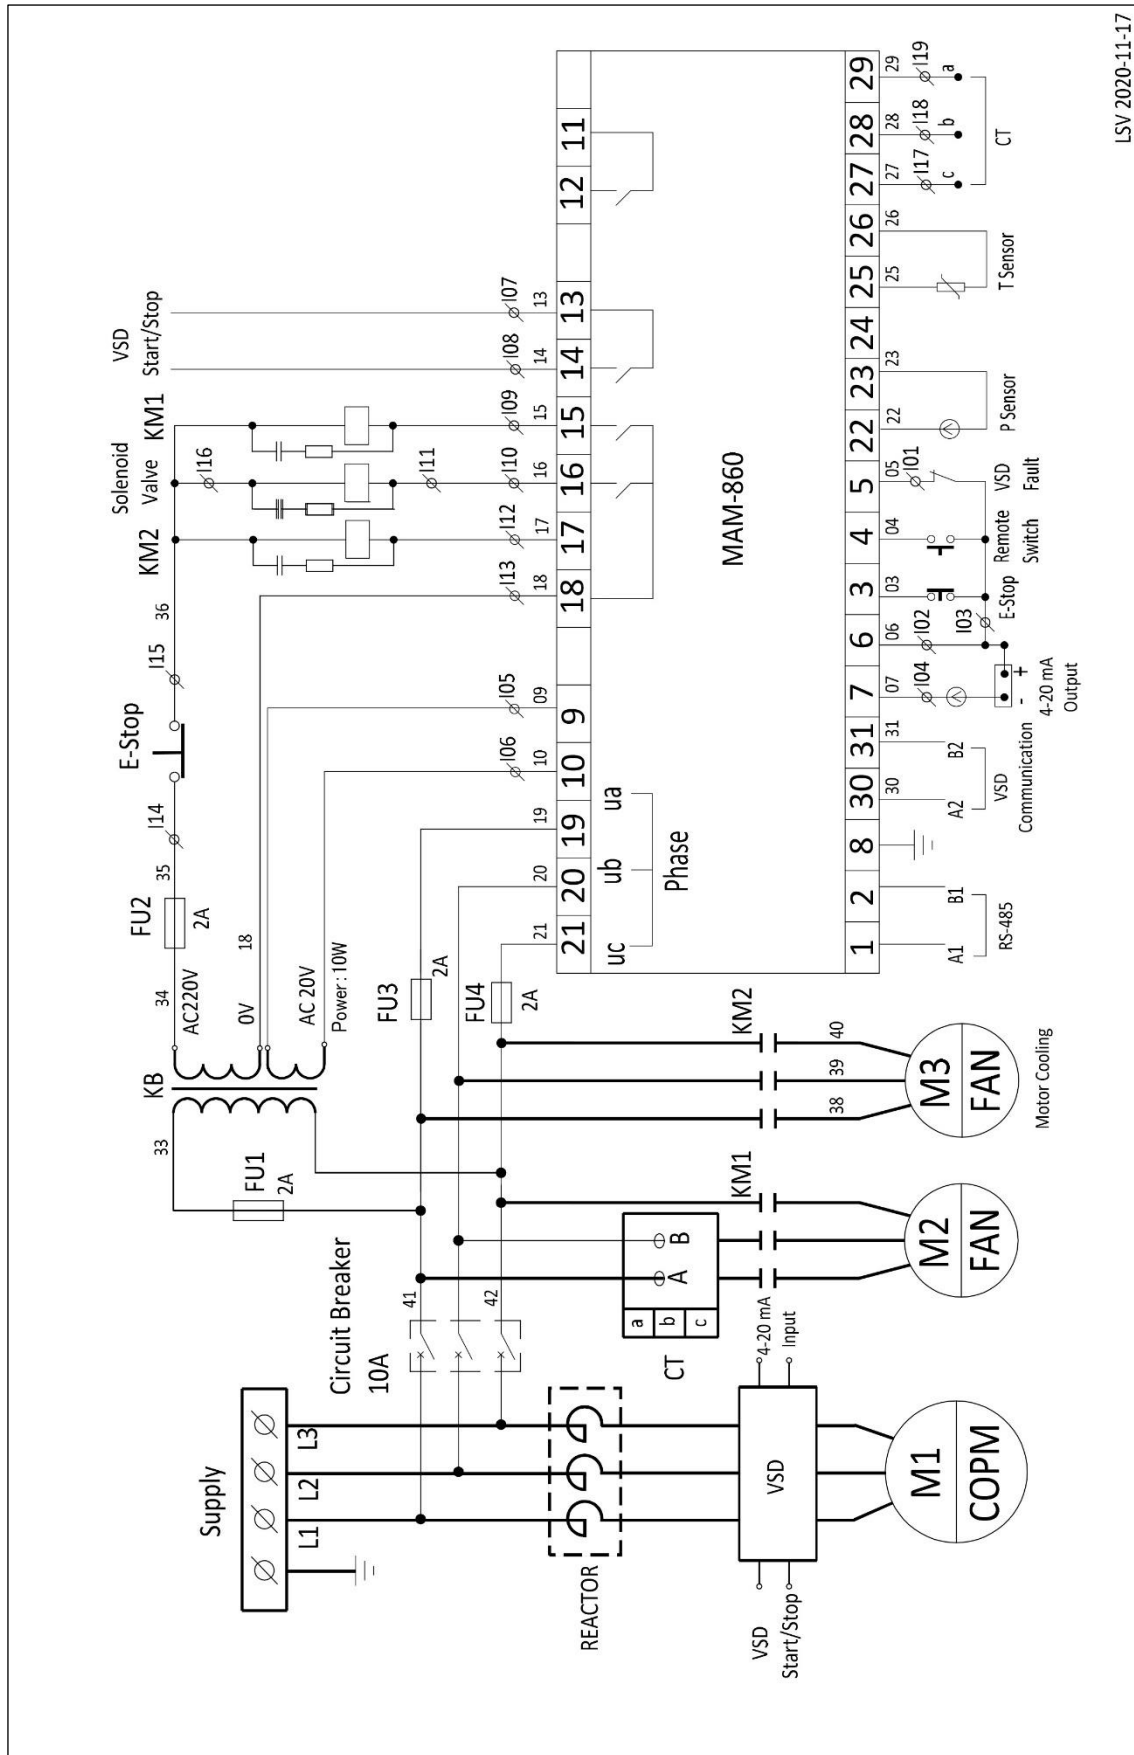 Supply
L1
L2
L3
Circuit Breaker
10A
41
42
REACTOR
VSD
Start/Stop
VSD
4-20 mA
Input
M1
COPM
KB
33
FU1
2A
34
AC220V
0V
18
AC 20V
Power : 10W
FU2
2A
35
I14
E-Stop
I15
36
KM2
Solenoid
Valve
KM1
I16
I11
VSD
Start/Stop
FU3
2A
FU4
2A
CT
a
b
c
A
B
KM1
M2
FAN
KM2
38
39
40
M3
FAN
Motor Cooling
I06
I05
I13
I12
I10
I09
I08
I07
21
20
19
10
09
18
17
16
15
14
13
21
20
19
10
9
18
17
16
15
14
13
12
11
uc
ub
ua
Phase
MAM-860
1
2
8
30
31
7
6
3
4
5
22
23
24
25
26
27
28
29
30
31
07
06
03
04
05
22
23
25
26
27
28
29
I04
I02
I03
I01
I17
I18
I19
A1
B1
RS-485
A2
B2
VSD
Communication
- +
4-20 mA
Output
E-Stop
Remote
Switch
VSD
Fault
P Sensor
T Sensor
c
b
a
CT
LSV 2020-11-17